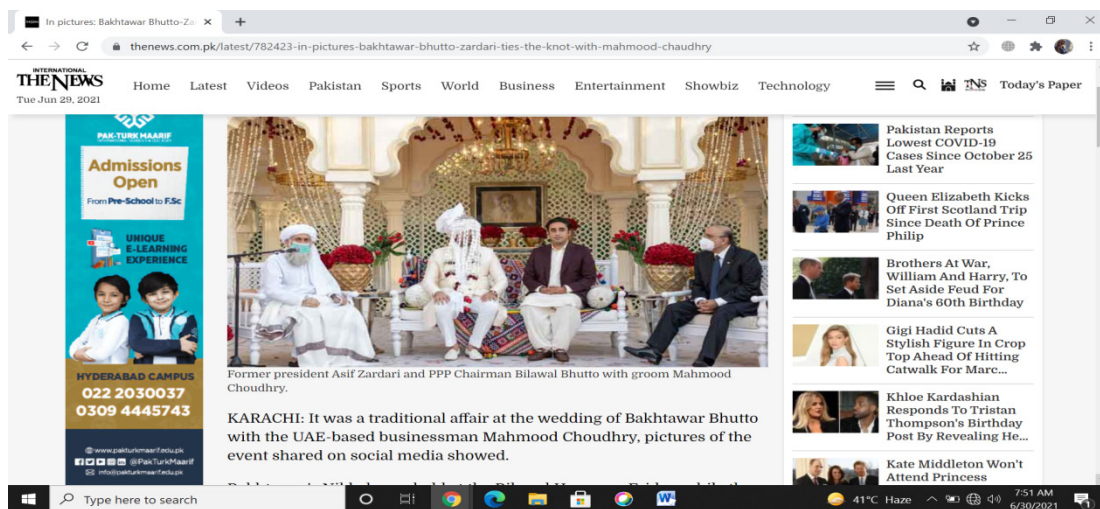 In pictures: Bakhtawar Bhutto-Za
thenews.com.pk/latest/782423-in-pictures-bakhtawar-bhutto-zardari-ties-the-knot-with-mahmood-chaudhry
INTERNATIONAL
THE NEWS
Tue Jun 29, 2021
Home Latest Videos Pakistan Sports World Business Entertainment Showbiz Technology
TNS Today's Paper
PAK-TURK MAARIF
Admissions
Open
From Pre-School to F.Sc
UNIQUE
E-LEARNING
EXPERIENCE
HYDERABAD CAMPUS
022 2030037
0309 4445743
www.pakturkmaarif.edu.pk
@PakTurkMaarif
info@pakturkmaarif.edu.pk
Former president Asif Zardari and PPP Chairman Bilawal Bhutto with groom Mahmood
Choudhry.
KARACHI: It was a traditional affair at the wedding of Bakhtawar Bhutto
with the UAE-based businessman Mahmood Choudhry, pictures of the
event shared on social media showed.
Pakistan Reports
Lowest COVID-19
Cases Since October 25
Last Year
Queen Elizabeth Kicks
Off First Scotland Trip
Since Death Of Prince
Philip
Brothers At War,
William And Harry, To
Set Aside Feud For
Diana's 60th Birthday
Gigi Hadid Cuts A
Stylish Figure In Crop
Top Ahead Of Hitting
Catwalk For Marc...
Khloe Kardashian
Responds To Tristan
Thompson's Birthday
Post By Revealing He...
Kate Middleton Won't
Attend Princess
Type here to search
41°C Haze
7:51 AM
6/30/2021